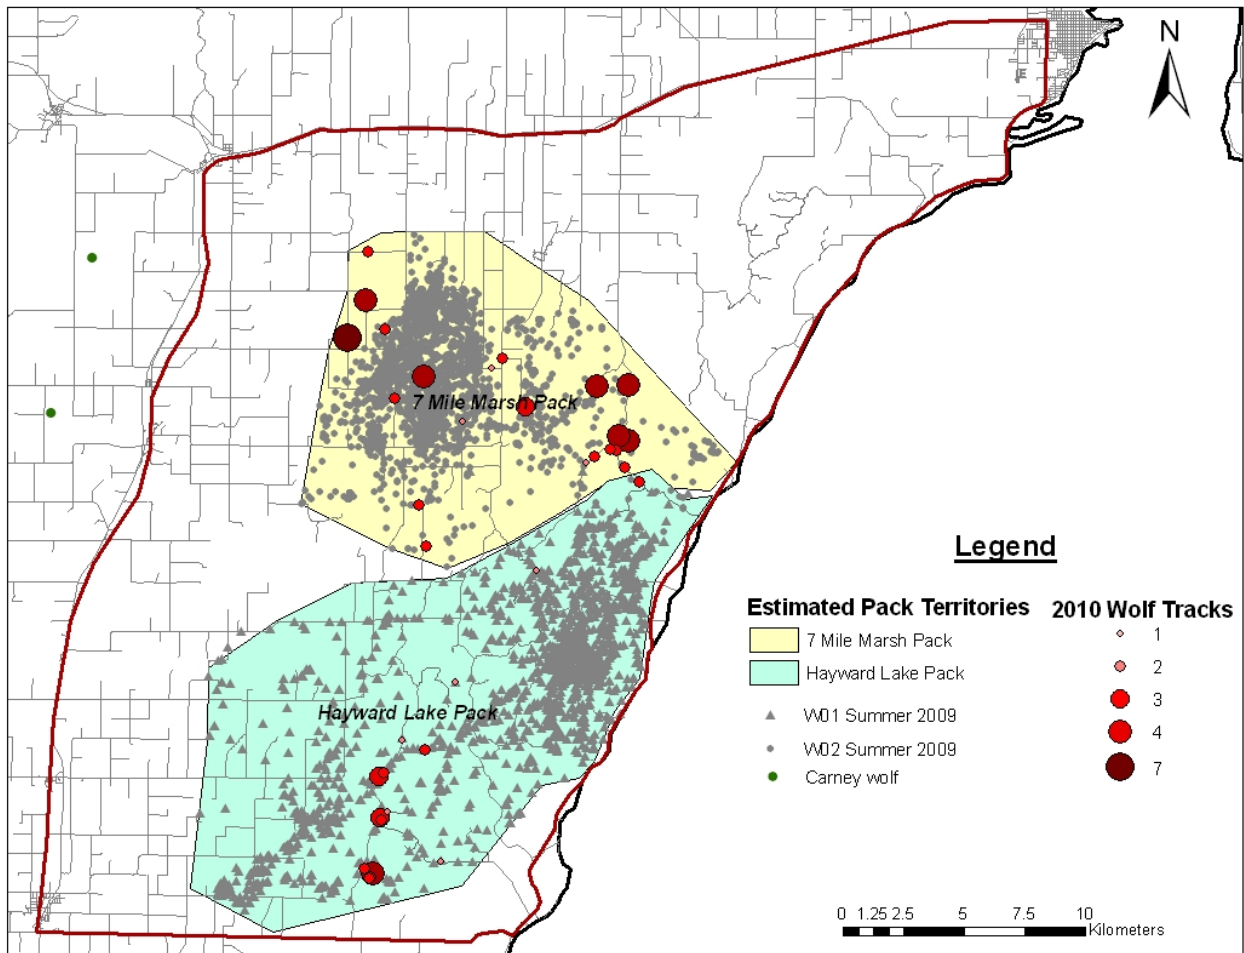 N
7 Mile Marsh Pack
Hayward Lake Pack
Legend
Estimated Pack Territories
7 Mile Marsh Pack
Hayward Lake Pack
W01 Summer 2009
W02 Summer 2009
Carney wolf
2010 Wolf Tracks
1
2
3
4
7
0 1.25 2.5 5 7.5 10
Kilometers